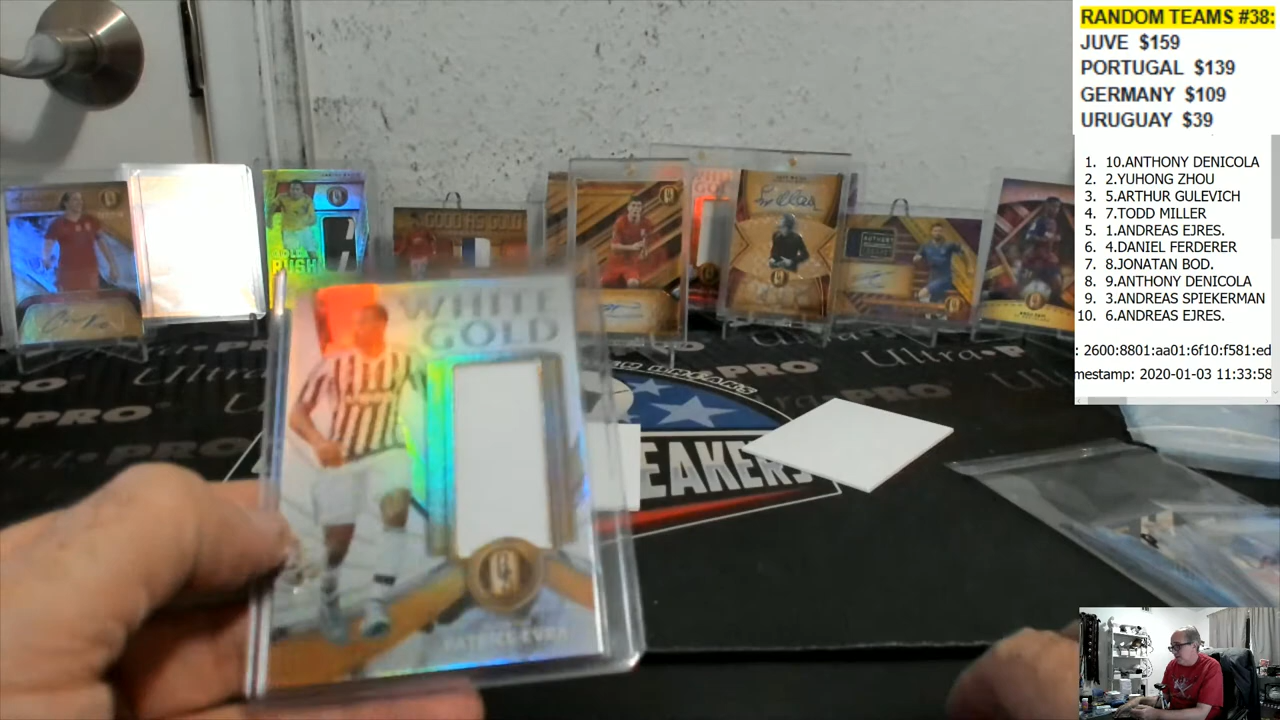 RANDOM TEAMS #38:
JUVE $159
PORTUGAL $139
GERMANY $109
URUGUAY $39
1. 10.ANTHONY DENICOLA
2. 2.YUHONG ZHOU
3. 5.ARTHUR GULEVICH
4. 7.TODD MILLER
5. 1.ANDREAS EJRES.
6. 4.DANIEL FERDERER
7. 8.JONATAN BOD.
8. 9.ANTHONY DENICOLA
9. 3.ANDREAS SPIEKERMAN
10. 6.ANDREAS EJRES.
: 2600:8801:aa01:6f10:f581:ed
mestamp: 2020-01-03 11:33:58
GOLD RUSH
GOOD AS GOLD
WHITE
GOLD
PATRICE EVRA
Ultra•PRO
EAKERS